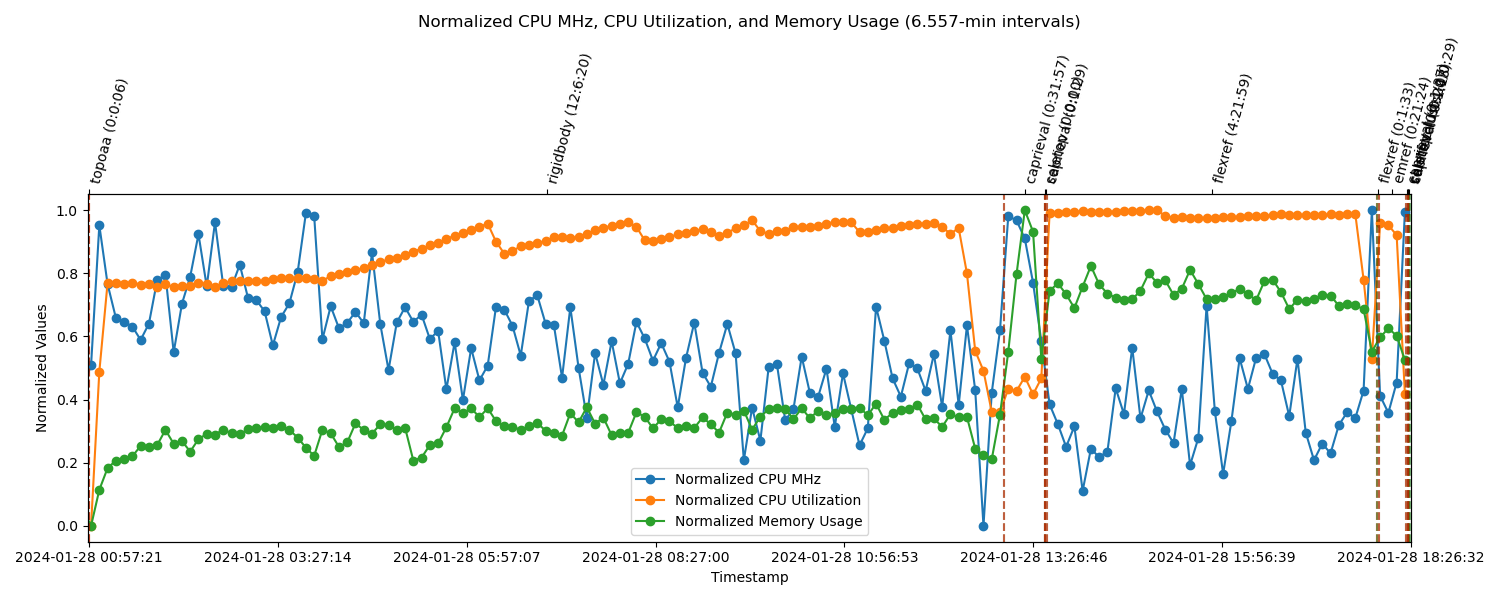 Normalized CPU MHz, CPU Utilization, and Memory Usage (6.557-min intervals)
topoaa (0:0:06)
rigidbody (12:6:20)
caprieval (0:31:57)
flexref (4:21:59)
flexref (0:1:33)
emref (0:21:24)
1.0
0.8
0.6
0.4
0.2
0.0
Normalized Values
Normalized CPU MHz
Normalized CPU Utilization
Normalized Memory Usage
2024-01-28 00:57:21
2024-01-28 03:27:14
2024-01-28 05:57:07
2024-01-28 08:27:00
2024-01-28 10:56:53
2024-01-28 13:26:46
2024-01-28 15:56:39
2024-01-28 18:26:32
Timestamp